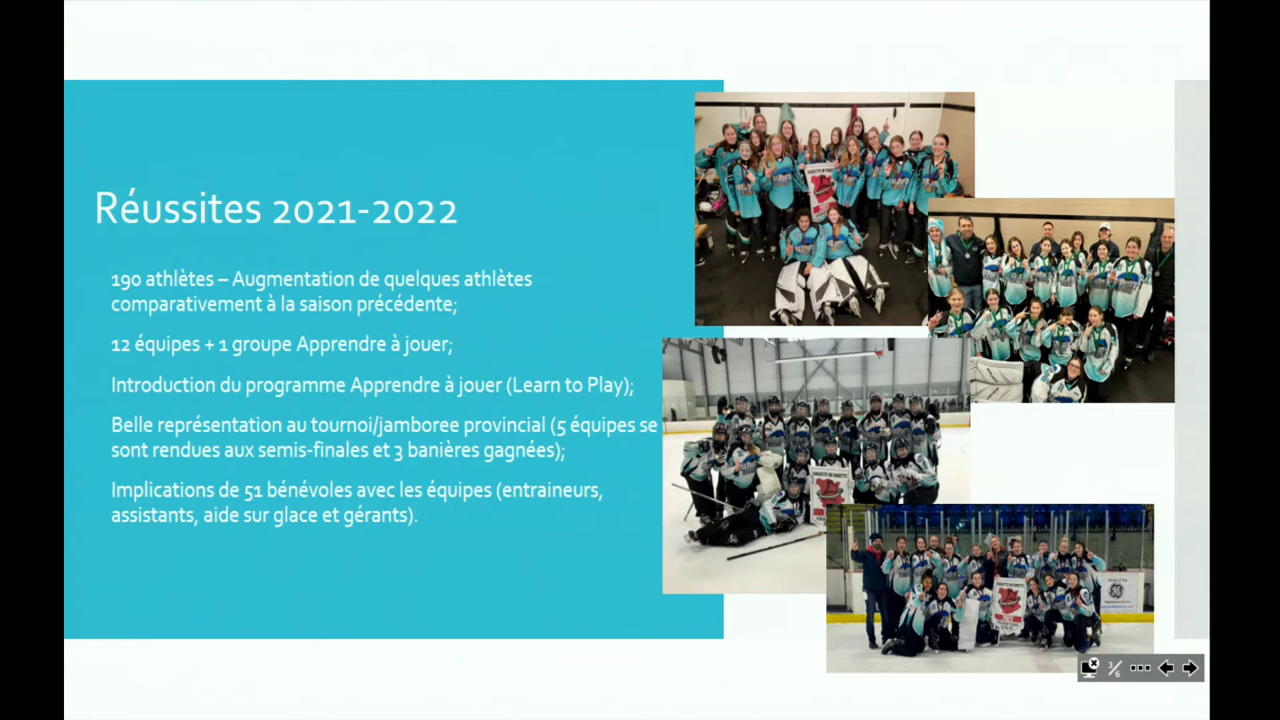 Réussites 2021-2022
190 athlètes – Augmentation de quelques athlètes
comparativement à la saison précédente;
12 équipes + 1 groupe Apprendre à jouer;
Introduction du programme Apprendre à jouer (Learn to Play);
Belle représentation au tournoi/jamboree provincial (5 équipes se
sont rendues aux semis-finales et 3 banières gagnées);
Implications de 51 bénévoles avec les équipes (entraineurs,
assistants, aide sur glace et gérants).
3/6